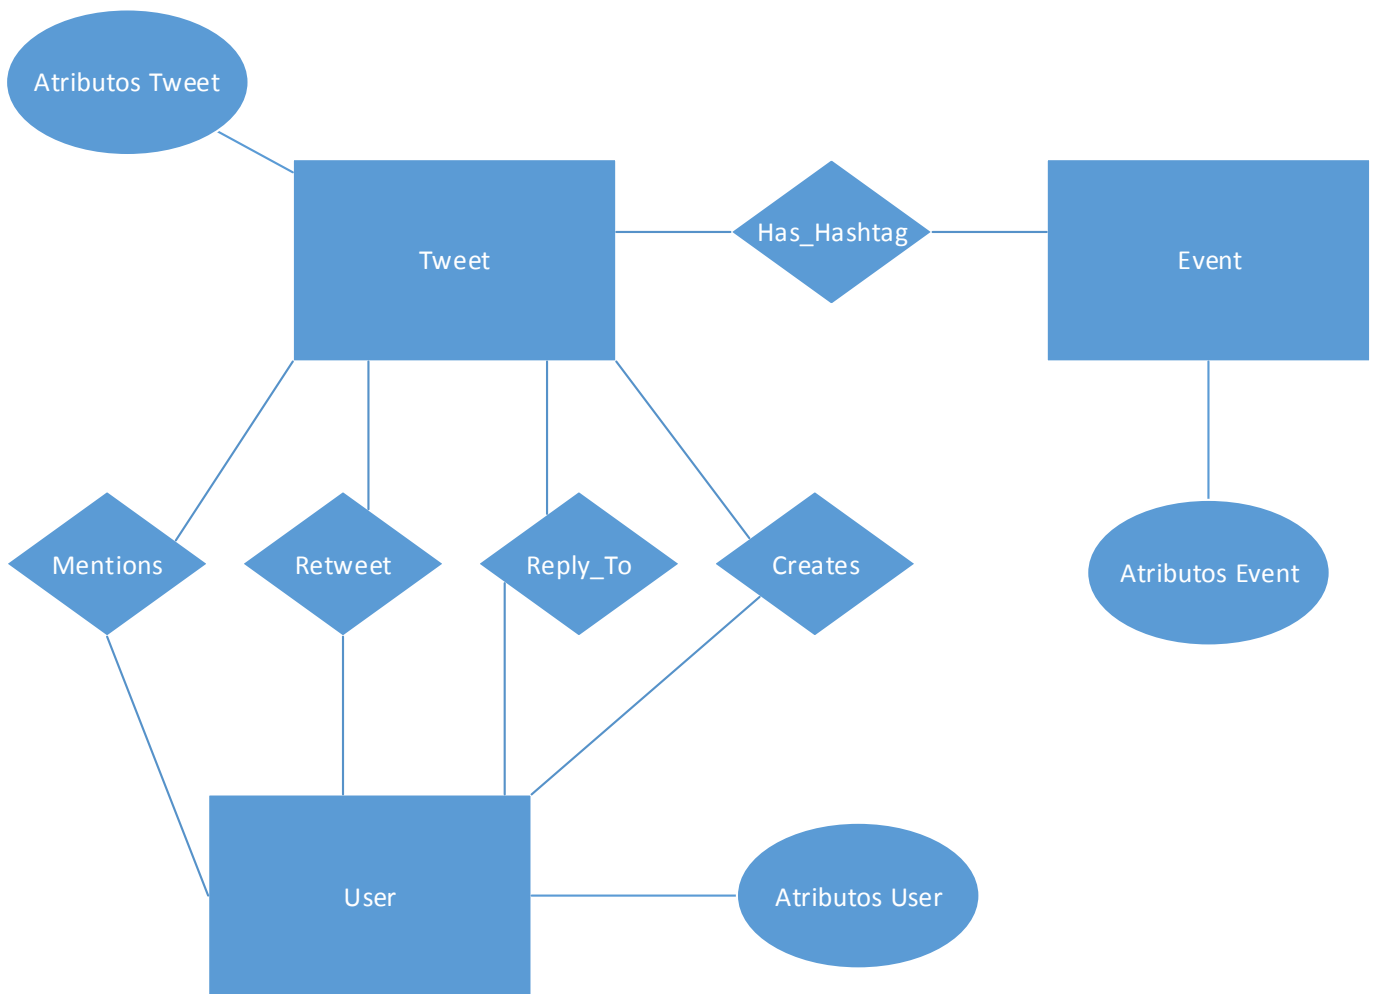 Atributos Tweet
Has_Hashtag
Tweet
Event
Mentions
Retweet
Reply_To
Creates
Atributos Event
User
Atributos User